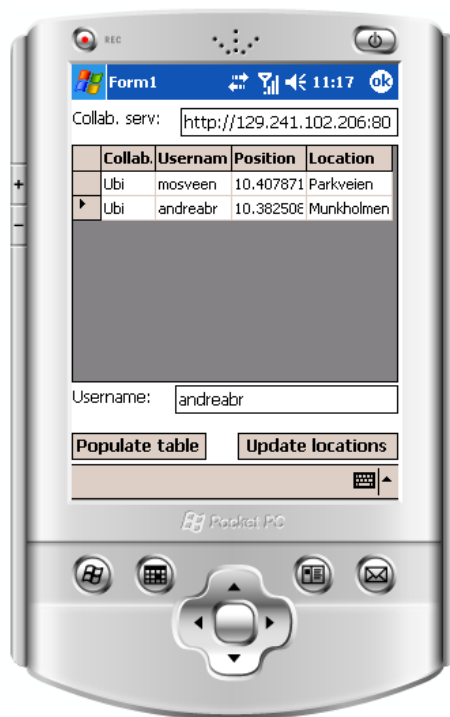 REC
Form1 11:17 ok
Collab. serv: http://129.241.102.206:80
Collab. Usernam Position Location
Ubi mosveen 10.407871 Parkveien
Ubi andreabr 10.382508 Munkholmen
Username: andreabr
Populate table Update locations
Pocket PC